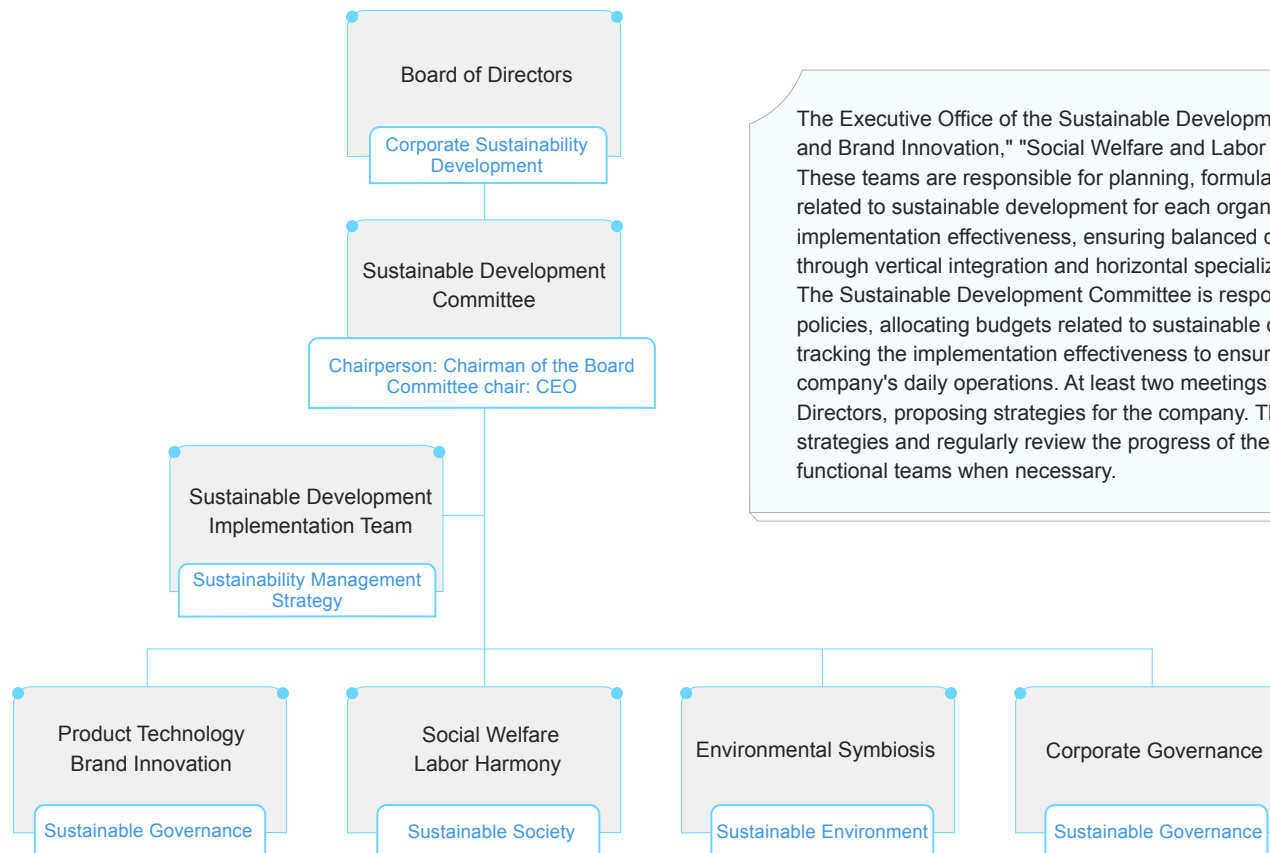 Board of Directors
Corporate Sustainability
Development
Sustainable Development
Committee
Chairperson: Chairman of the Board
Committee chair: CEO
Sustainable Development
Implementation Team
Sustainability Management
Strategy
The Executive Office of the Sustainable
and Brand Innovation," "Social Welfare and Labor
These teams are responsible for planning,
related to sustainable development for each
implementation effectiveness, ensuring balanced
through vertical integration and horizontal
The Sustainable Development Committee is
policies, allocating budgets related to sustainable
tracking the implementation effectiveness to
company's daily operations. At least two meetings
Directors, proposing strategies for the company.
strategies and regularly review the progress of the
functional teams when necessary.
Product Technology
Brand Innovation
Sustainable Governance
Social Welfare
Labor Harmony
Sustainable Society
Environmental Symbiosis
Sustainable Environment
Corporate Governance
Sustainable Governance